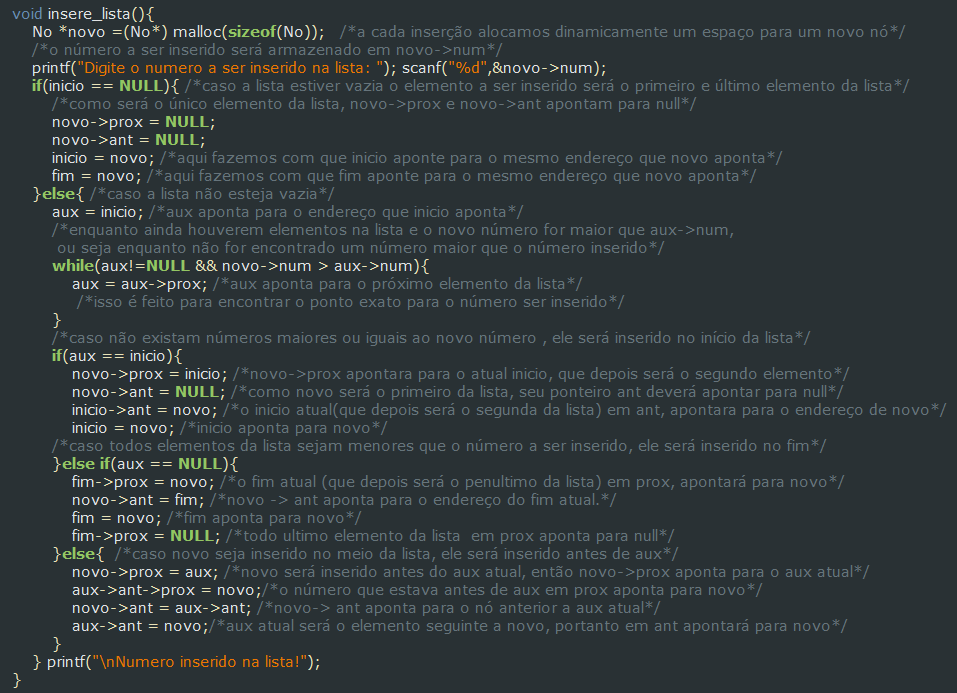 void insere_lista(){
No *novo =(No*) malloc(sizeof(No)); /*a cada inserção alocamos dinamicamente um espaço para um novo nó*/
/*o número a ser inserido será armazenado em novo->num*/
printf("Digite o numero a ser inserido na lista: "); scanf("%d",&novo->num);
if(inicio == NULL){ /*caso a lista estiver vazia o elemento a ser inserido será o primeiro e último elemento da lista*/
/*como será o único elemento da lista, novo->prox e novo->ant apontam para null*/
novo->prox = NULL;
novo->ant = NULL;
inicio = novo; /*aqui fazemos com que inicio aponte para o mesmo endereço que novo aponta*/
fim = novo; /*aqui fazemos com que fim aponte para o mesmo endereço que novo aponta*/
}else{ /*caso a lista não esteja vazia*/
aux = inicio; /*aux aponta para o endereço que inicio aponta*/
/*enquanto ainda houverem elementos na lista e o novo número for maior que aux->num,
ou seja enquanto não for encontrado um número maior que o número inserido*/
while(aux!=NULL && novo->num > aux->num){
aux = aux->prox; /*aux aponta para o próximo elemento da lista*/
/*isso é feito para encontrar o ponto exato para o número ser inserido*/
}
/*caso não existam números maiores ou iguais ao novo número , ele será inserido no início da lista*/
if(aux == inicio){
novo->prox = inicio; /*novo->prox apontara para o atual inicio, que depois será o segundo elemento*/
novo->ant = NULL; /*como novo será o primeiro da lista, seu ponteiro ant deverá apontar para null*/
inicio->ant = novo; /*o inicio atual(que depois será o segunda da lista) em ant, apontara para o endereço de novo*/
inicio = novo; /*inicio aponta para novo*/
/*caso todos elementos da lista sejam menores que o número a ser inserido, ele será inserido no fim*/
}else if(aux == NULL){
fim->prox = novo; /*o fim atual (que depois será o penultimo da lista) em prox, apontará para novo*/
novo->ant = fim; /*novo -> ant aponta para o endereço do fim atual.*/
fim = novo; /*fim aponta para novo*/
fim->prox = NULL; /*todo ultimo elemento da lista em prox aponta para null*/
}else{ /*caso novo seja inserido no meio da lista, ele será inserido antes de aux*/
novo->prox = aux; /*novo será inserido antes do aux atual, então novo->prox aponta para o aux atual*/
aux->ant->prox = novo;/*o número que estava antes de aux em prox aponta para novo*/
novo->ant = aux->ant; /*novo-> ant aponta para o nó anterior a aux atual*/
aux->ant = novo;/*aux atual será o elemento seguinte a novo, portanto em ant apontará para novo*/
}
} printf("\nNumero inserido na lista!");
}